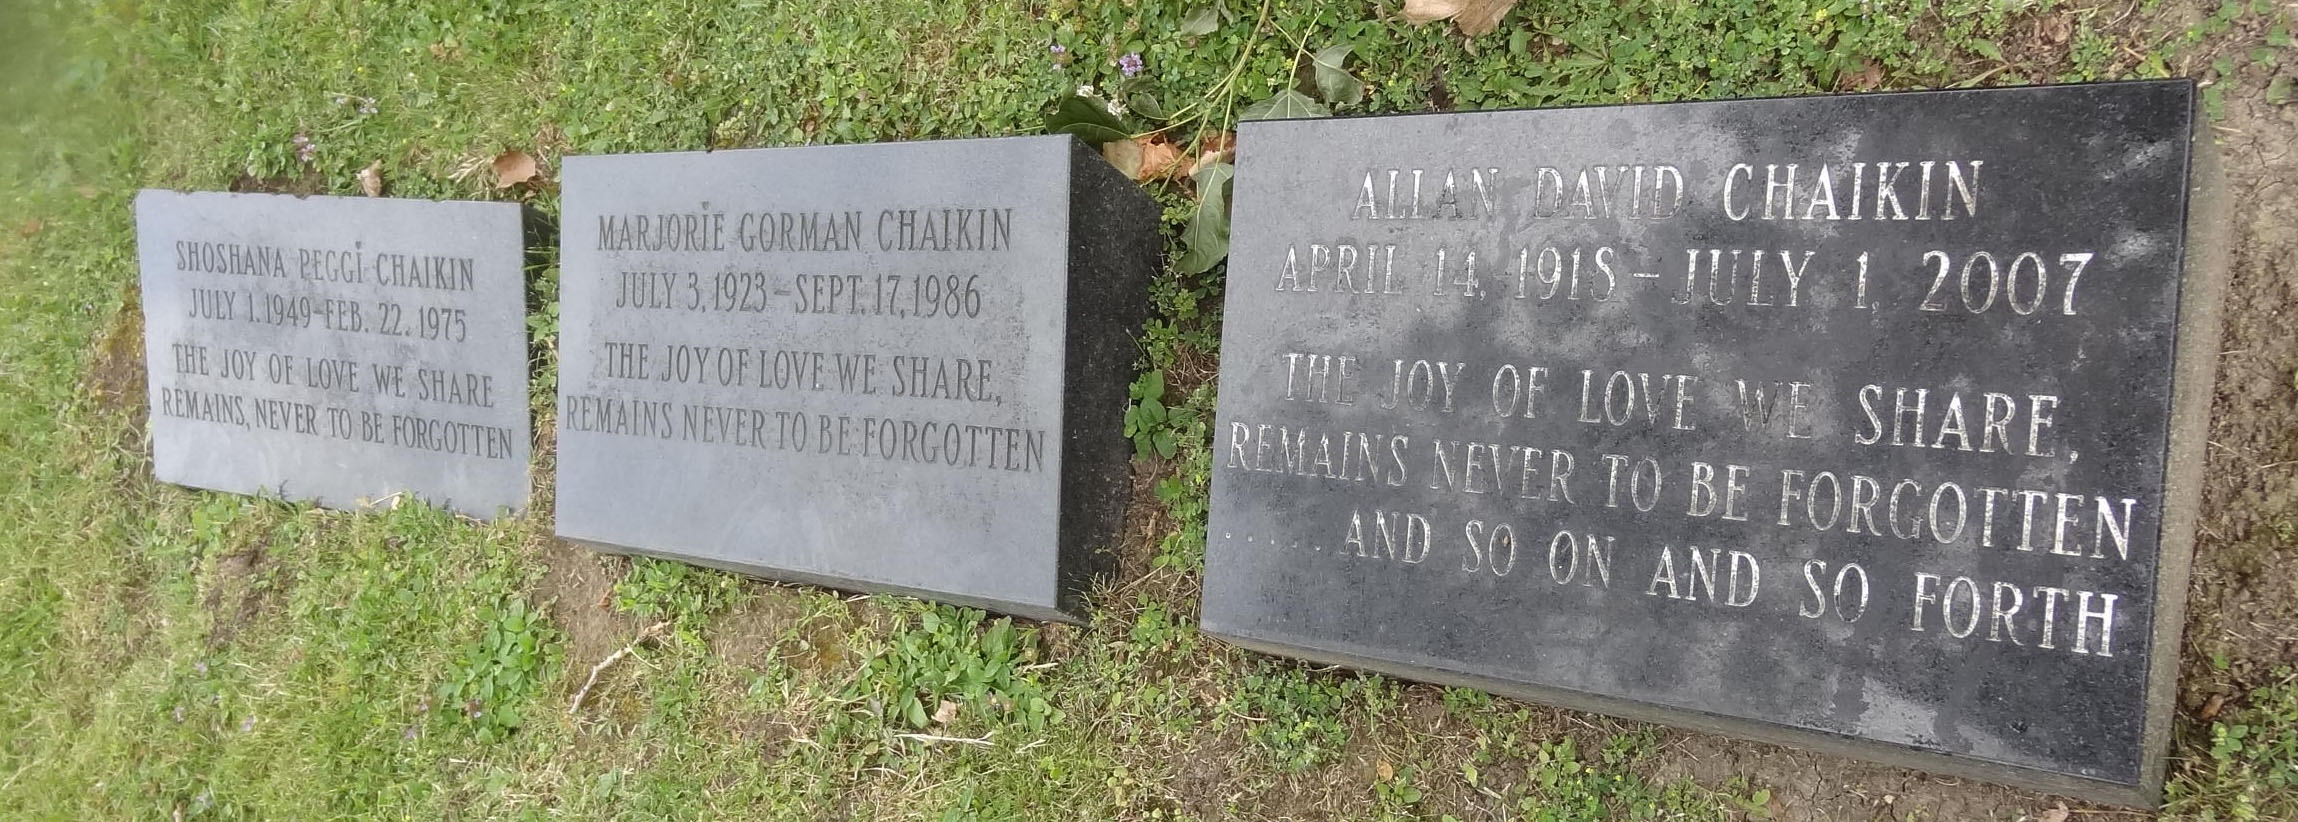 SHOSHANA PEGGI CHAIKIN
JULY 1. 1949-FEB. 22. 1975
THE JOY OF LOVE WE SHARE
REMAINS, NEVER TO BE FORGOTTEN
MARJORIE GORMAN CHAIKIN
JULY 3, 1923-SEPT. 17, 1986
THE JOY OF LOVE WE SHARE,
REMAINS NEVER TO BE FORGOTTEN
ALLAN DAVID CHAIKIN
APRIL 14, 1918-JULY 1, 2007
THE JOY OF LOVE WE SHARE,
REMAINS NEVER TO BE FORGOTTEN
......AND SO ON AND SO FORTH